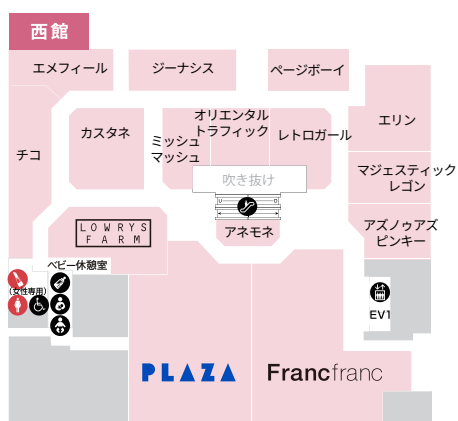 西館
エメフィール
ジーナシス
ページボーイ
チコ
カスタネ
ミッシュ
マッシュ
オリエンタル
トラフィック
レトロガール
エリン
マジェスティック
レゴン
アズノゥアズ
ピンキー
吹き抜け
U
D
アネモネ
LOWRYS
FARM
ベビー休憩室
(女性専用)
EV1
PLAZA
Francfranc